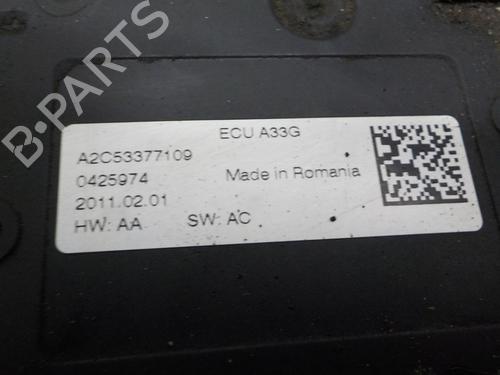 B-PARTS
ECU A33G
A2C53377109
0425974 Made in Romania
2011.02.01
HW: AA SW: AC